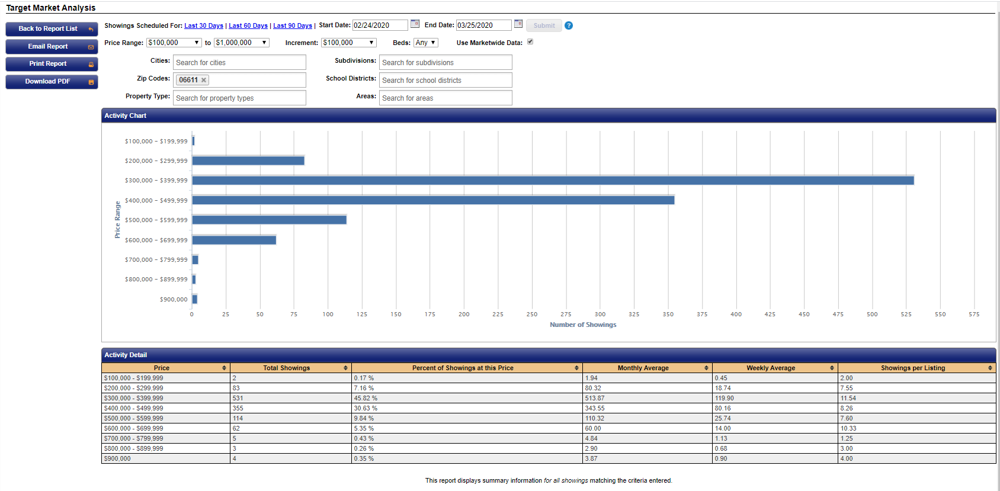 Target Market Analysis
Back to Report List
Email Report
Print Report
Download PDF
Showings Scheduled For: Last 30 Days | Last 60 Days | Last 90 Days | Start Date: 02/24/2020 End Date: 03/25/2020 Submit ?
Price Range: $100,000 to $1,000,000 Increment: $100,000 Beds: Any Use Marketwide Data:
Cities: Search for cities Subdivisions: Search for subdivisions
Zip Codes: 06611 School Districts: Search for school districts
Property Type: Search for property types Areas: Search for areas
Activity Chart
Price Range
$100,000 - $199,999
$200,000 - $299,999
$300,000 - $399,999
$400,000 - $499,999
$500,000 - $599,999
$600,000 - $699,999
$700,000 - $799,999
$800,000 - $899,999
$900,000
0 25 50 75 100 125 150 175 200 225 250 275 300 325 350 375 400 425 450 475 500 525 550 575
Number of Showings
Activity Detail
Price Total Showings Percent of Showings at this Price Monthly Average Weekly Average Showings per Listing
$100,000 - $199,999 2 0.17 % 1.94 0.45 2.00
$200,000 - $299,999 83 7.16 % 80.32 18.74 7.55
$300,000 - $399,999 531 45.82 % 513.87 119.90 11.54
$400,000 - $499,999 355 30.63 % 343.55 80.16 8.26
$500,000 - $599,999 114 9.84 % 110.32 25.74 7.60
$600,000 - $699,999 62 5.35 % 60.00 14.00 10.33
$700,000 - $799,999 5 0.43 % 4.84 1.13 1.25
$800,000 - $899,999 3 0.26 % 2.90 0.68 3.00
$900,000 4 0.35 % 3.87 0.90 4.00
This report displays summary information for all showings matching the criteria entered.